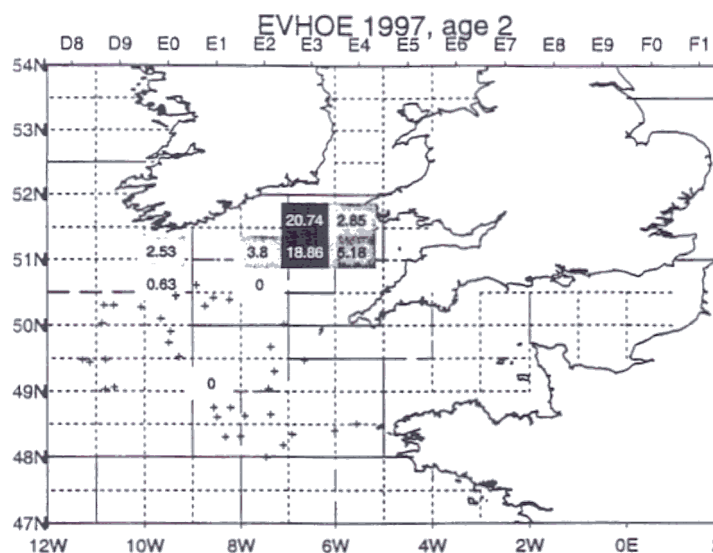 EVHOE 1997, age 2
D8 D9 E0 E1 E2 E3 E4 E5 E6 E7 E8 E9 F0 F1
54N
53N
52N
20.74 2.85
51N
2.53 3.8 18.86 5.18
0.63 0
50N
0
49N
48N
47N
12W 10W 8W 6W 4W 2W 0E